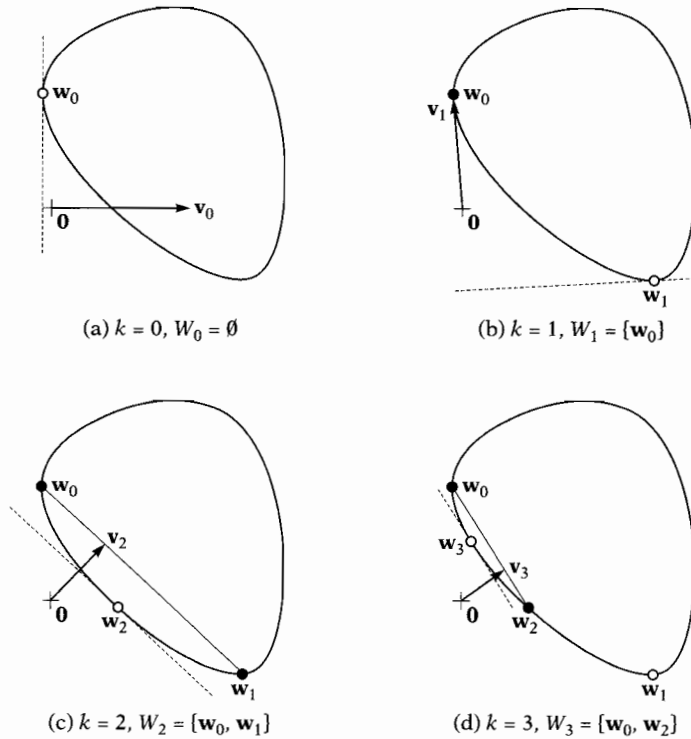 w₀
0
v₀
(a) k = 0, W₀ = ∅
w₀
v₁
0
w₁
(b) k = 1, W₁ = {w₀}
w₀
v₂
0
w₂
w₁
(c) k = 2, W₂ = {w₀, w₁}
w₀
w₃
v₃
0
w₂
w₁
(d) k = 3, W₃ = {w₀, w₂}